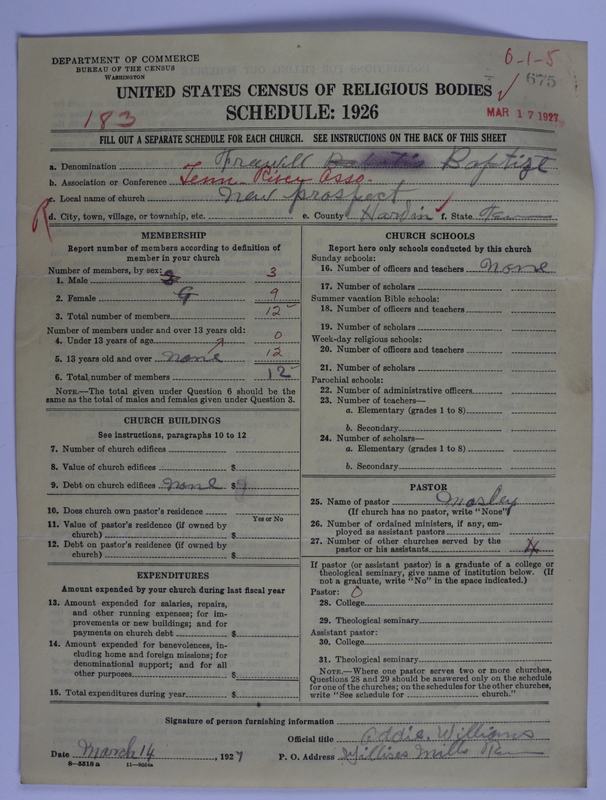 DEPARTMENT OF COMMERCE
BUREAU OF THE CENSUS
WASHINGTON
6-1-5
675
UNITED STATES CENSUS OF RELIGIOUS BODIES
183
SCHEDULE: 1926
MAR 17 1927
FILL OUT A SEPARATE SCHEDULE FOR EACH CHURCH. SEE INSTRUCTIONS ON THE BACK OF THIS SHEET
a. Denomination Frawill Baptize
b. Association or Conference Tenn. River Asso.
c. Local name of church New prospect
d. City, town, village, or township, etc. e. County Hardin f. State Ten
MEMBERSHIP
Report number of members according to definition of member in your church
Number of members, by sex:
1. Male 3 3
2. Female 9 9
3. Total number of members 12
Number of members under and over 13 years old:
4. Under 13 years of age 0
5. 13 years old and over none 12
6. Total number of members 12
NOTE.—The total given under Question 6 should be the
same as the total of males and females given under Question 3.
CHURCH BUILDINGS
See instructions, paragraphs 10 to 12
7. Number of church edifices
8. Value of church edifices $
9. Debt on church edifices none $
10. Does church own pastor's residence
Yes or No
11. Value of pastor's residence (if owned by
church) $
12. Debt on pastor's residence (if owned by
church) $
EXPENDITURES
Amount expended by your church during last fiscal year
13. Amount expended for salaries, repairs,
and other running expenses; for im-
provements or new buildings; and for
payments on church debt $
14. Amount expended for benevolences, in-
cluding home and foreign missions; for
denominational support; and for all
other purposes $
15. Total expenditures during year $
CHURCH SCHOOLS
Report here only schools conducted by this church
Sunday schools:
16. Number of officers and teachers None
17. Number of scholars
Summer vacation Bible schools:
18. Number of officers and teachers
19. Number of scholars
Week-day religious schools:
20. Number of officers and teachers
21. Number of scholars
Parochial schools:
22. Number of administrative officers
23. Number of teachers—
a. Elementary (grades 1 to 8)
b. Secondary
24. Number of scholars—
a. Elementary (grades 1 to 8)
b. Secondary
PASTOR
25. Name of pastor Mosley
(If church has no pastor, write "None")
26. Number of ordained ministers, if any, em-
ployed as assistant pastors
27. Number of other churches served by the
pastor or his assistants 4
If pastor (or assistant pastor) is a graduate of a college or
theological seminary, give name of institution below. (If
not a graduate, write "No" in the space indicated.)
Pastor: O
28. College
29. Theological seminary
Assistant pastor:
30. College
31. Theological seminary
NOTE.—Where one pastor serves two or more churches,
Questions 28 and 29 should be answered only on the schedule
for one of the churches; on the schedules for the other churches,
write "See schedule for church."
Signature of person furnishing information
Official title Addie. Williams
Date March 14, 1927 P. O. Address Mills Ten
8-5518a 11-9504a